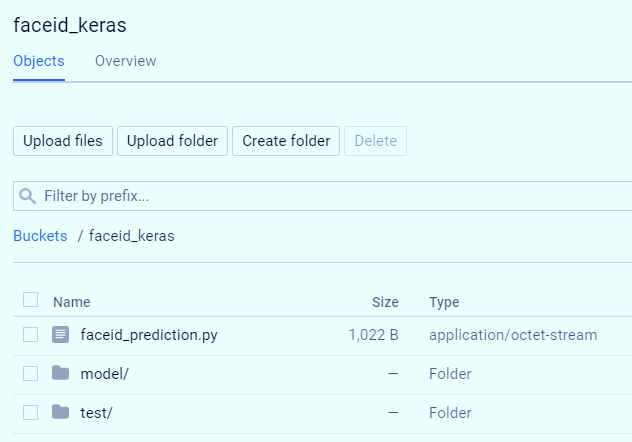 faceid_keras
Objects Overview
Upload files Upload folder Create folder Delete
Filter by prefix...
Buckets / faceid_keras
Name Size Type
faceid_prediction.py 1,022 B application/octet-stream
model/ — Folder
test/ — Folder